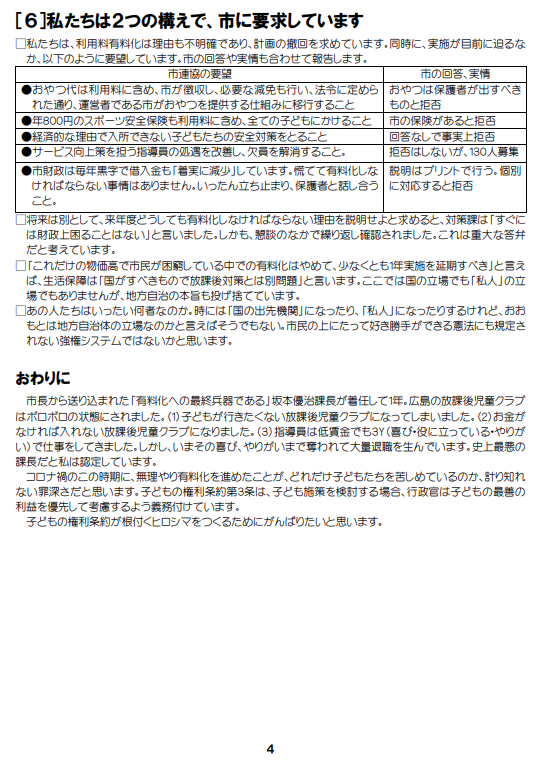 ［６］私たちは２つの構えで、市に要求しています
□私たちは、利用料有料化は理由も不明確であり、計画の撤回を求めています。同時に、実施が目前に迫るな
か、以下のように要望しています。市の回答や実情も合わせて報告します。
市連協の要望　市の回答、実情
●おやつ代は利用料に含め、市が徴収し、必要な減免も行い、法令に定めら　おやつは保護者が出すべき
れた通り、運営者である市がおやつを提供する仕組みに移行すること　ものと拒否
●年800円のスポーツ安全保険も利用料に含め、全ての子どもにかけること　市の保険があると拒否
●経済的な理由で入所できない子どもたちの安全対策をとること　回答なしで事実上拒否
●サービス向上策を担う指導員の処遇を改善し、欠員を解消すること。　拒否はしないが、130人募集
●市財政は毎年黒字で借入金も「着実に減少」しています。慌てて有料化しな　説明はプリントで行う。個別
ければならない事情はありません。いったん立ち止まり、保護者と話し合う　に対応すると拒否
こと。
□将来は別として、来年度どうしても有料化しなければならない理由を説明せよと求めると、対策課は「すぐに
は財政上困ることはない」と言いました。しかも、懇談のなかで繰り返し確認されました。これは重大な答弁
だと考えています。
□「これだけの物価高で市民が困窮している中での有料化はやめて、少なくとも1年実施を延期すべき」と言え
ば、生活保障は「国がすべきもので放課後対策とは別問題」と言います。ここでは国の立場でも「私人」の立
場でもありませんが、地方自治の本旨も投げ捨てています。
□あの人たちはいったい何者なのか。時には「国の出先機関」になったり、「私人」になったりするけれど、おお
もとは地方自治体の立場なのかと言えばそうでもない。市民の上にたって好き勝手ができる憲法にも規定さ
れない強権システムではないかと思います。
おわりに
市長から送り込まれた「有料化への最終兵器である」坂本優治課長が着任して1年。広島の放課後児童クラブ
はボロボロの状態にされました。（1）子どもが行きたくない放課後児童クラブになってしまいました。（2）お金が
なければ入れない放課後児童クラブになりました。（3）指導員は低賃金でも3Y（喜び・役に立っている・やりが
い）で仕事をしてきました。しかし、いまその喜び、やりがいまで奪われて大量退職を生んでいます。史上最悪の
課長だと私は認定しています。
コロナ禍のこの時期に、無理やり有料化を進めたことが、どれだけ子どもたちを苦しめているのか、計り知れ
ない罪深さだと思います。子どもの権利条約第3条は、子ども施策を検討する場合、行政官は子どもの最善の
利益を優先して考慮するよう義務付けています。
子どもの権利条約が根付くヒロシマをつくるためにがんばりたいと思います。
4